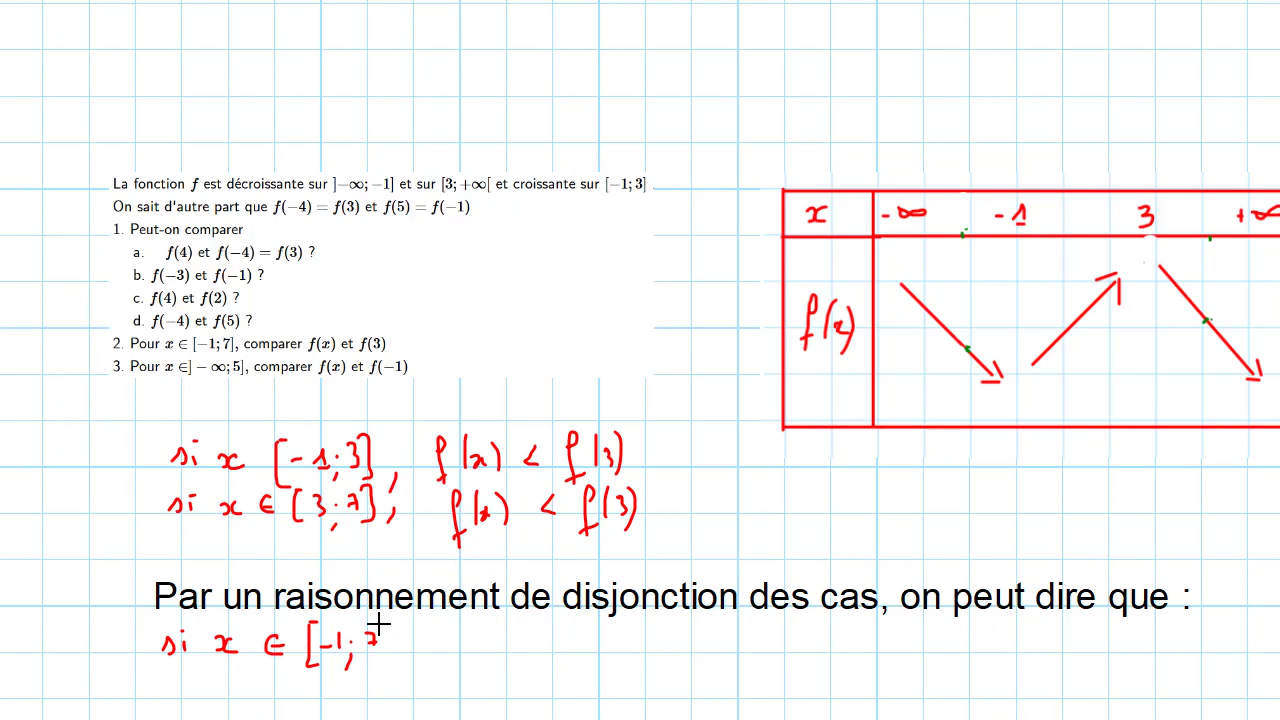 La fonction f est décroissante sur ]−∞; −1] et sur [3; +∞[ et croissante sur [−1; 3]
On sait d'autre part que f(−4) = f(3) et f(5) = f(−1)
1. Peut-on comparer
a. f(4) et f(−4) = f(3) ?
b. f(−3) et f(−1) ?
c. f(4) et f(2) ?
d. f(−4) et f(5) ?
2. Pour x ∈ [−1; 7], comparer f(x) et f(3)
3. Pour x ∈] − ∞; 5], comparer f(x) et f(−1)
x -∞ -1 3 +∞
f(x)
si x [-1; 3], f(x) < f(3)
si x ∈ [3; 7], f(x) < f(3)
Par un raisonnement de disjonction des cas, on peut dire que :
si x ∈ [-1; 7